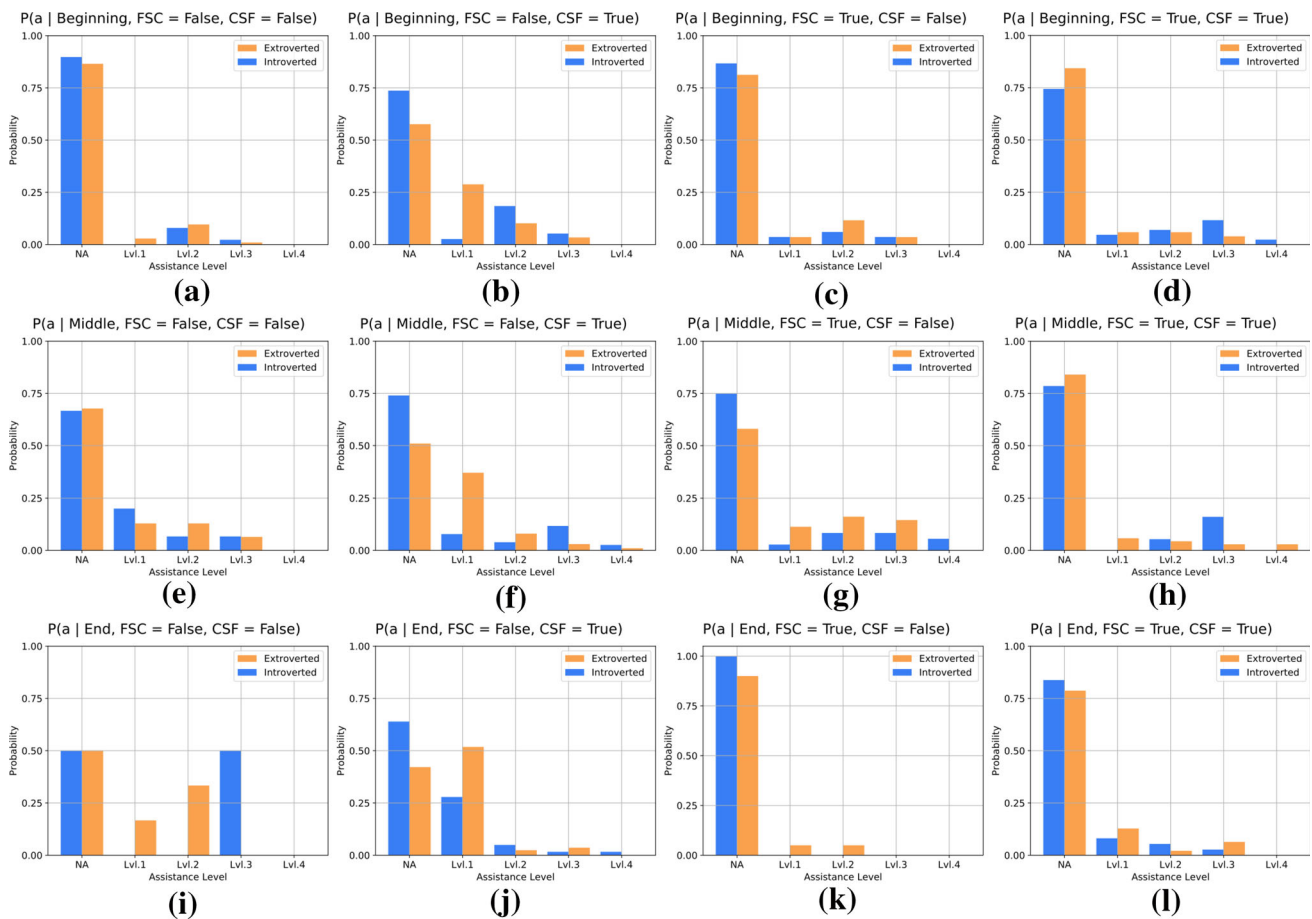 P(a | Beginning, FSC = False, CSF = False)
1.00
0.75
0.50
0.25
0.00
Probability
Extroverted
Introverted
NA Lvl.1 Lvl.2 Lvl.3 Lvl.4
Assistance Level
(a)
P(a | Beginning, FSC = False, CSF = True)
1.00
0.75
0.50
0.25
0.00
Probability
Extroverted
Introverted
NA Lvl.1 Lvl.2 Lvl.3 Lvl.4
Assistance Level
(b)
P(a | Beginning, FSC = True, CSF = False)
1.00
0.75
0.50
0.25
0.00
Probability
Extroverted
Introverted
NA Lvl.1 Lvl.2 Lvl.3 Lvl.4
Assistance Level
(c)
P(a | Beginning, FSC = True, CSF = True)
1.00
0.75
0.50
0.25
0.00
Probability
Extroverted
Introverted
NA Lvl.1 Lvl.2 Lvl.3 Lvl.4
Assistance Level
(d)
P(a | Middle, FSC = False, CSF = False)
1.00
0.75
0.50
0.25
0.00
Probability
Extroverted
Introverted
NA Lvl.1 Lvl.2 Lvl.3 Lvl.4
Assistance Level
(e)
P(a | Middle, FSC = False, CSF = True)
1.00
0.75
0.50
0.25
0.00
Probability
Extroverted
Introverted
NA Lvl.1 Lvl.2 Lvl.3 Lvl.4
Assistance Level
(f)
P(a | Middle, FSC = True, CSF = False)
1.00
0.75
0.50
0.25
0.00
Probability
Extroverted
Introverted
NA Lvl.1 Lvl.2 Lvl.3 Lvl.4
Assistance Level
(g)
P(a | Middle, FSC = True, CSF = True)
1.00
0.75
0.50
0.25
0.00
Probability
Extroverted
Introverted
NA Lvl.1 Lvl.2 Lvl.3 Lvl.4
Assistance Level
(h)
P(a | End, FSC = False, CSF = False)
1.00
0.75
0.50
0.25
0.00
Probability
Extroverted
Introverted
NA Lvl.1 Lvl.2 Lvl.3 Lvl.4
Assistance Level
(i)
P(a | End, FSC = False, CSF = True)
1.00
0.75
0.50
0.25
0.00
Probability
Extroverted
Introverted
NA Lvl.1 Lvl.2 Lvl.3 Lvl.4
Assistance Level
(j)
P(a | End, FSC = True, CSF = False)
1.00
0.75
0.50
0.25
0.00
Probability
Extroverted
Introverted
NA Lvl.1 Lvl.2 Lvl.3 Lvl.4
Assistance Level
(k)
P(a | End, FSC = True, CSF = True)
1.00
0.75
0.50
0.25
0.00
Probability
Extroverted
Introverted
NA Lvl.1 Lvl.2 Lvl.3 Lvl.4
Assistance Level
(l)